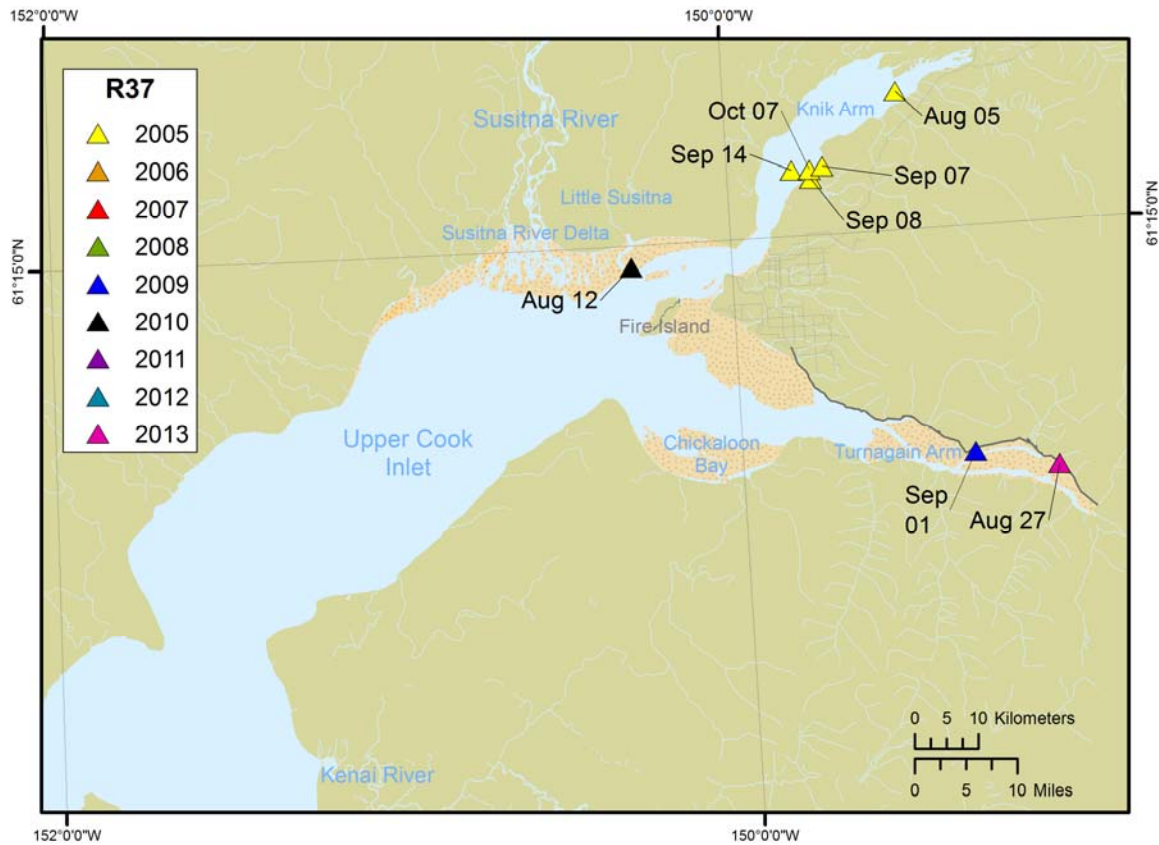 152°0'0"W
150°0'0"W
R37
2005
2006
2007
2008
2009
2010
2011
2012
2013
Susitna River
Knik Arm
Oct 07
Aug 05
Sep 14
Sep 07
Little Susitna
Sep 08
Susitna River Delta
61°15'0"N
61°15'0"N
Aug 12
Fire Island
Upper Cook
Inlet
Chickaloon
Bay
Turnagain Arm
Sep
01
Aug 27
Kenai River
0 5 10 Kilometers
0 5 10 Miles
152°0'0"W
150°0'0"W